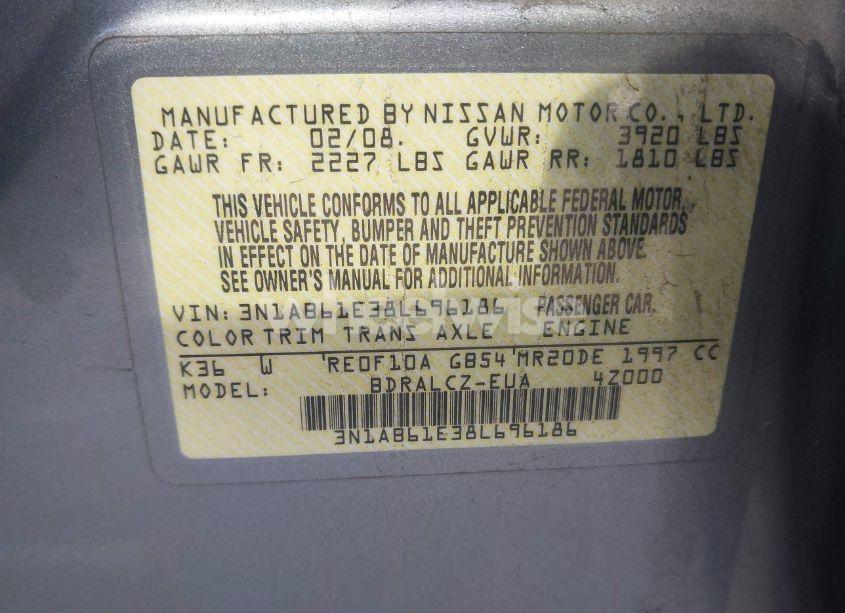 MANUFACTURED BY NISSAN MOTOR CO., LTD.
DATE: 02/08. GVWR: 3920 LBS
GAWR FR: 2227 LBS GAWR RR: 1810 LBS
THIS VEHICLE CONFORMS TO ALL APPLICABLE FEDERAL MOTOR
VEHICLE SAFETY, BUMPER AND THEFT PREVENTION STANDARDS
IN EFFECT ON THE DATE OF MANUFACTURE SHOWN ABOVE.
SEE OWNER'S MANUAL FOR ADDITIONAL INFORMATION.
VIN: 3N1AB61E38L696186 PASSENGER CAR.
COLOR TRIM TRANS AXLE ENGINE
K36 W RE0F10A GB54 MR20DE 1997 CC
MODEL: BDRALCZ-EUA 4Z000
3N1AB61E38L696186